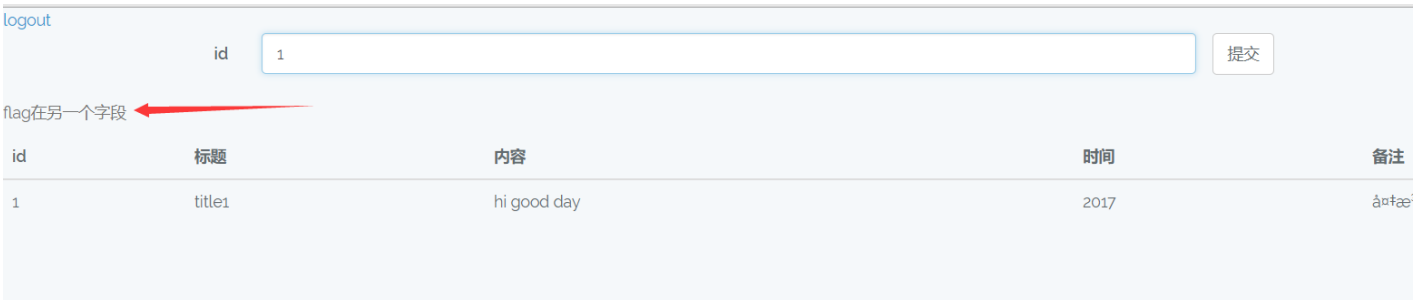 logout
id 1 提交
flag在另一个字段
id 标题 内容 时间 备注
1 title1 hi good day 2017